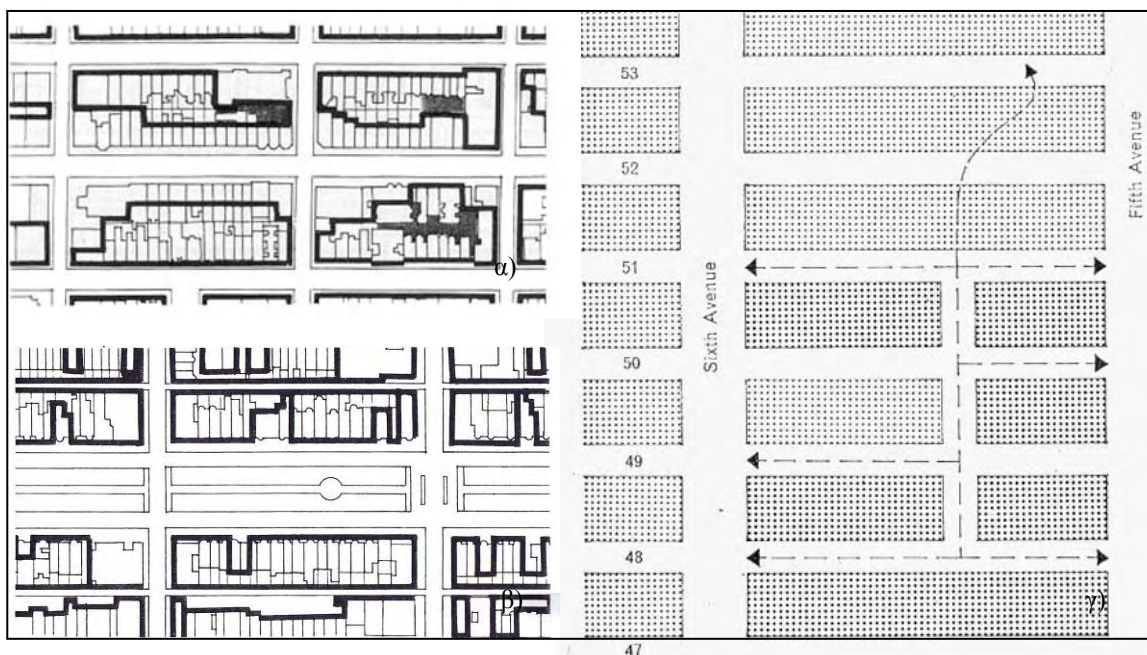 α)
β)
53
52
51
50
49
48
47
Sixth Avenue
Fifth Avenue
γ)